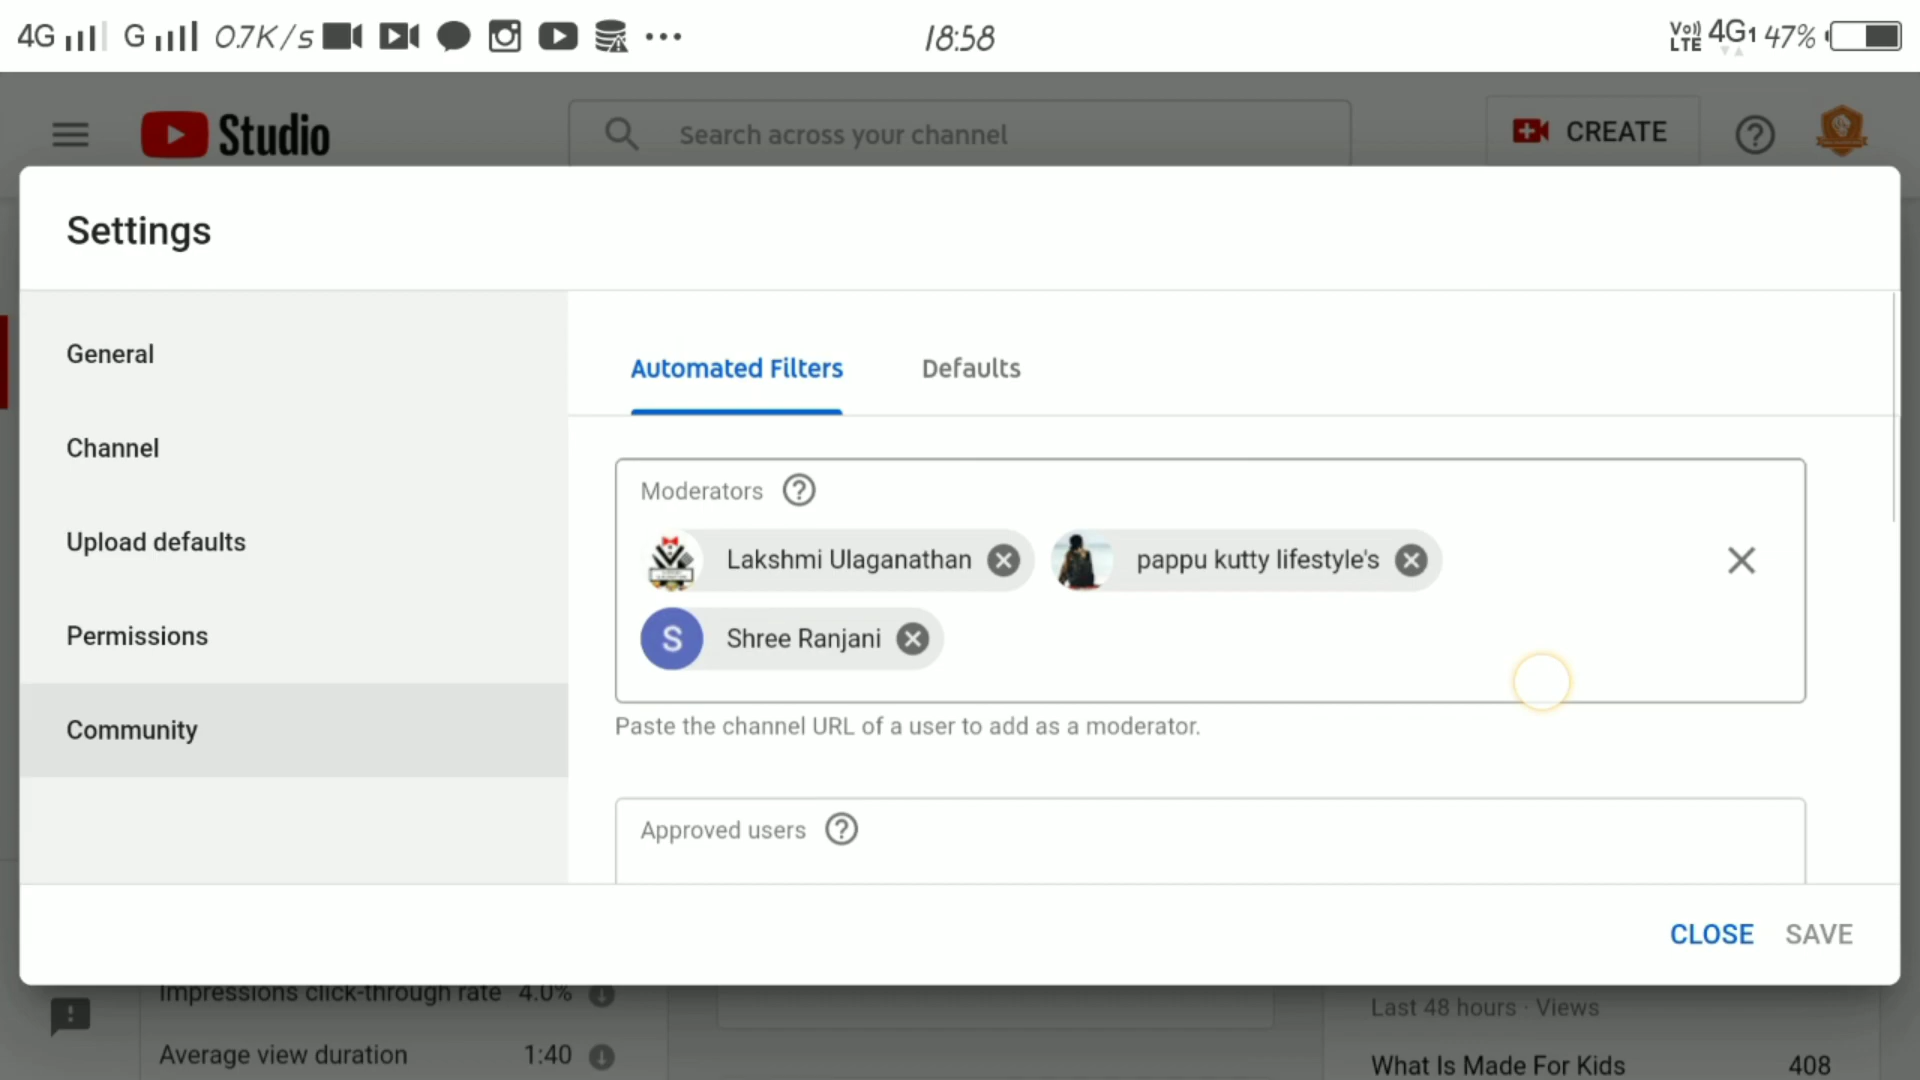 4G G 0.7K/s 18:58 Vo)) LTE 4G1 47%
Studio Search across your channel CREATE
Settings
General
Channel
Upload defaults
Permissions
Community
Automated Filters Defaults
Moderators
Lakshmi Ulaganathan pappu kutty lifestyle's
S Shree Ranjani
Paste the channel URL of a user to add as a moderator.
Approved users
CLOSE SAVE
Impressions click-through rate 4.0%
Average view duration 1:40
Last 48 hours · Views
What Is Made For Kids 408